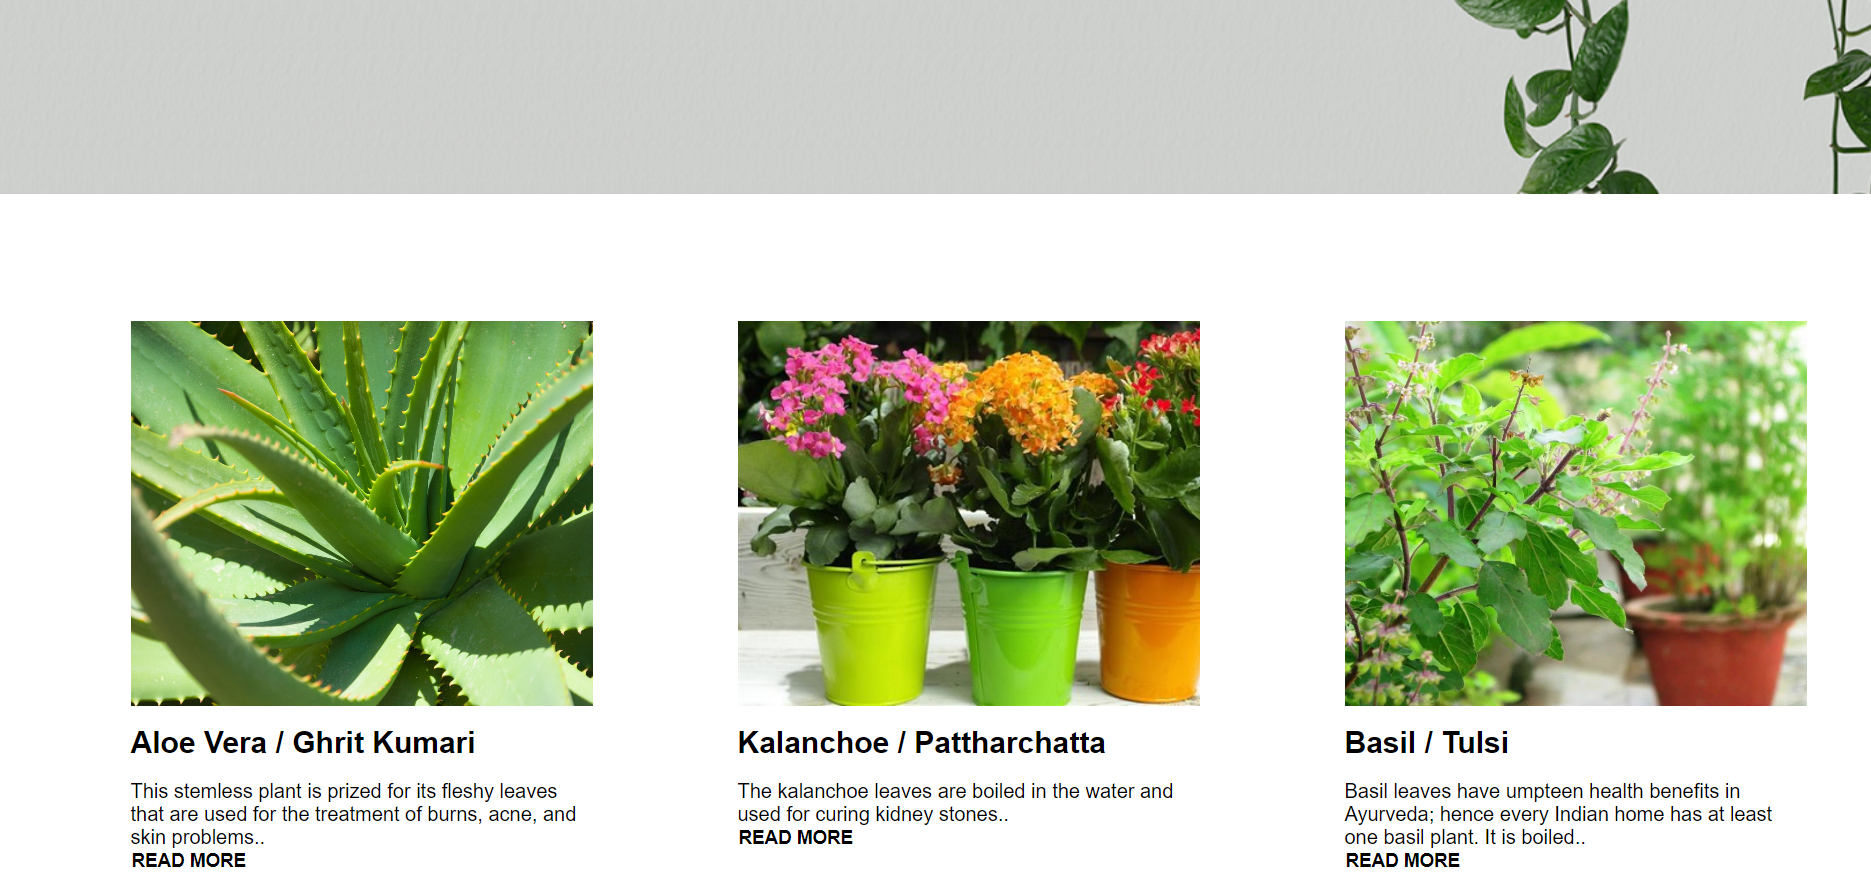 Aloe Vera / Ghrit Kumari
This stemless plant is prized for its fleshy leaves
that are used for the treatment of burns, acne, and
skin problems..
READ MORE
Kalanchoe / Pattharchatta
The kalanchoe leaves are boiled in the water and
used for curing kidney stones..
READ MORE
Basil / Tulsi
Basil leaves have umpteen health benefits in
Ayurveda; hence every Indian home has at least
one basil plant. It is boiled..
READ MORE